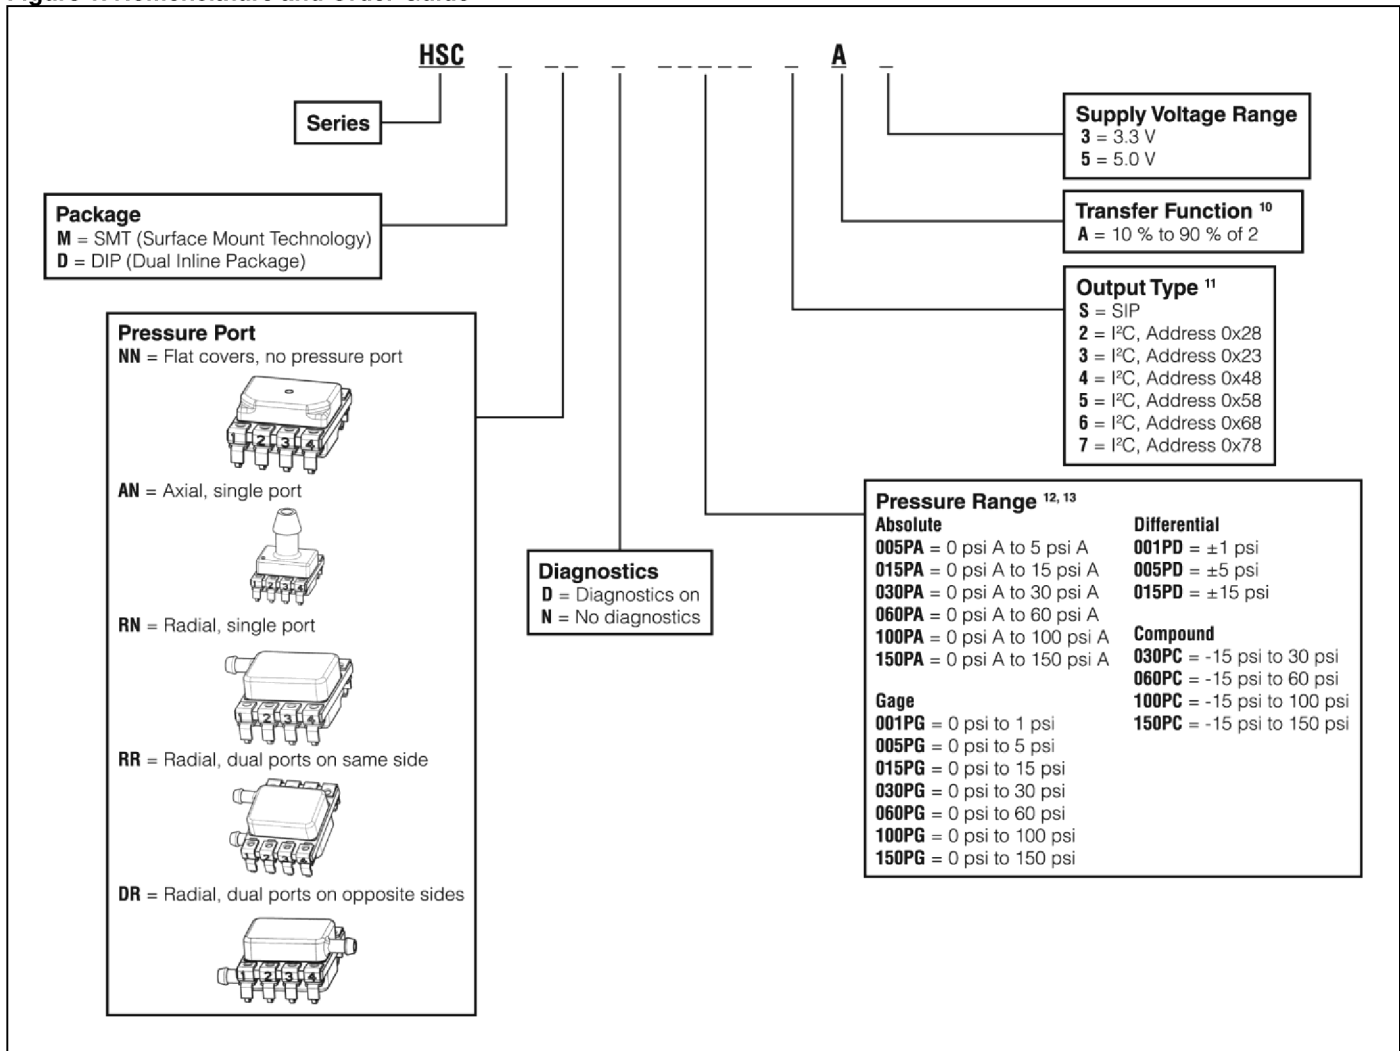 HSC _ _ _ _ _ _ _ _ _ _ A _
Series
Supply Voltage Range
3 = 3.3 V
5 = 5.0 V
Package
M = SMT (Surface Mount Technology)
D = DIP (Dual Inline Package)
Transfer Function 10
A = 10 % to 90 % of 2
Output Type 11
S = SIP
2 = I²C, Address 0x28
3 = I²C, Address 0x23
4 = I²C, Address 0x48
5 = I²C, Address 0x58
6 = I²C, Address 0x68
7 = I²C, Address 0x78
Pressure Port
NN = Flat covers, no pressure port
1 2 3 4
AN = Axial, single port
1 2 3 4
RN = Radial, single port
1 2 3 4
RR = Radial, dual ports on same side
1 2 3 4
DR = Radial, dual ports on opposite sides
1 2 3 4
Diagnostics
D = Diagnostics on
N = No diagnostics
Pressure Range 12, 13
Absolute
005PA = 0 psi A to 5 psi A
015PA = 0 psi A to 15 psi A
030PA = 0 psi A to 30 psi A
060PA = 0 psi A to 60 psi A
100PA = 0 psi A to 100 psi A
150PA = 0 psi A to 150 psi A
Gage
001PG = 0 psi to 1 psi
005PG = 0 psi to 5 psi
015PG = 0 psi to 15 psi
030PG = 0 psi to 30 psi
060PG = 0 psi to 60 psi
100PG = 0 psi to 100 psi
150PG = 0 psi to 150 psi
Differential
001PD = ±1 psi
005PD = ±5 psi
015PD = ±15 psi
Compound
030PC = -15 psi to 30 psi
060PC = -15 psi to 60 psi
100PC = -15 psi to 100 psi
150PC = -15 psi to 150 psi